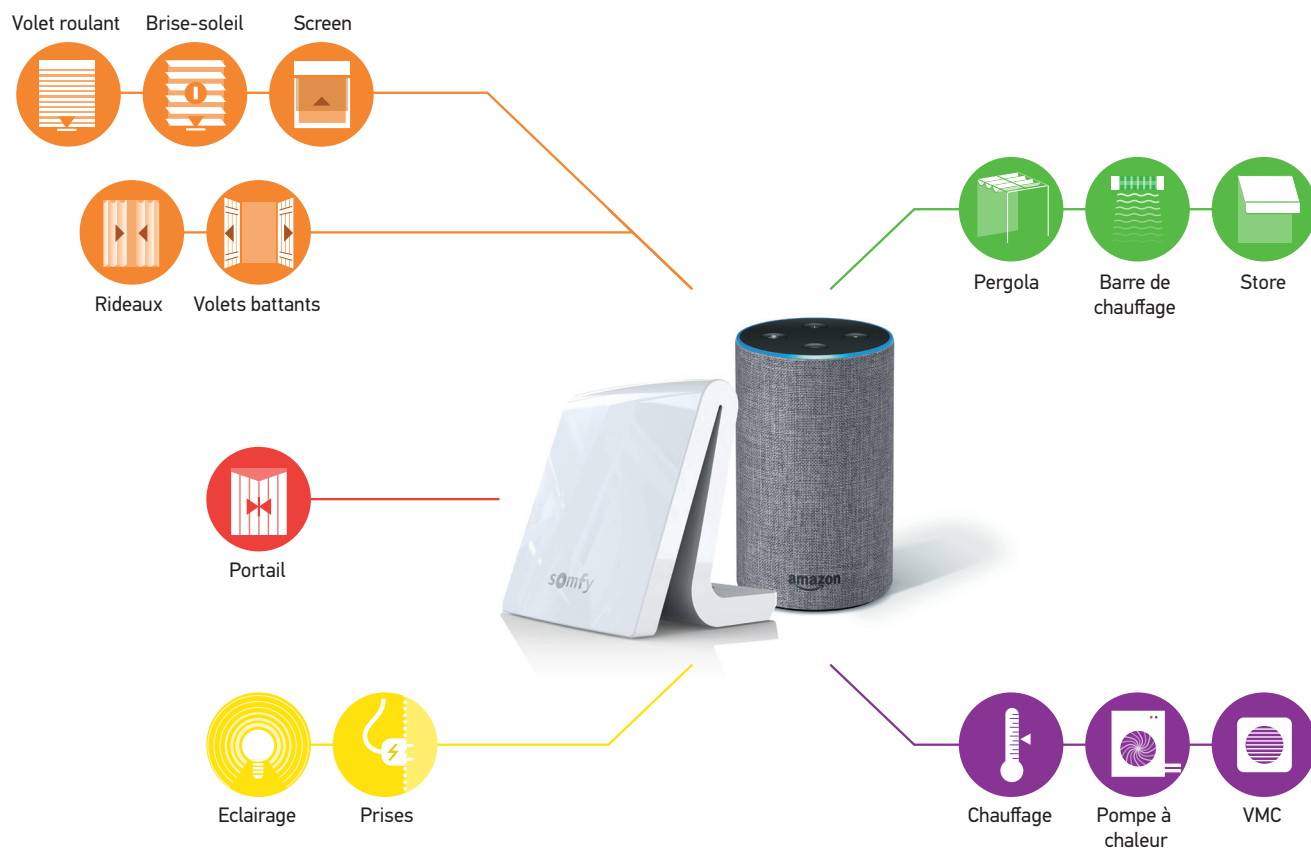 Volet roulant
Brise-soleil
Screen
Rideaux
Volets battants
Pergola
Barre de
chauffage
Store
Portail
somfy
amazon
Eclairage
Prises
Chauffage
Pompe à
chaleur
VMC